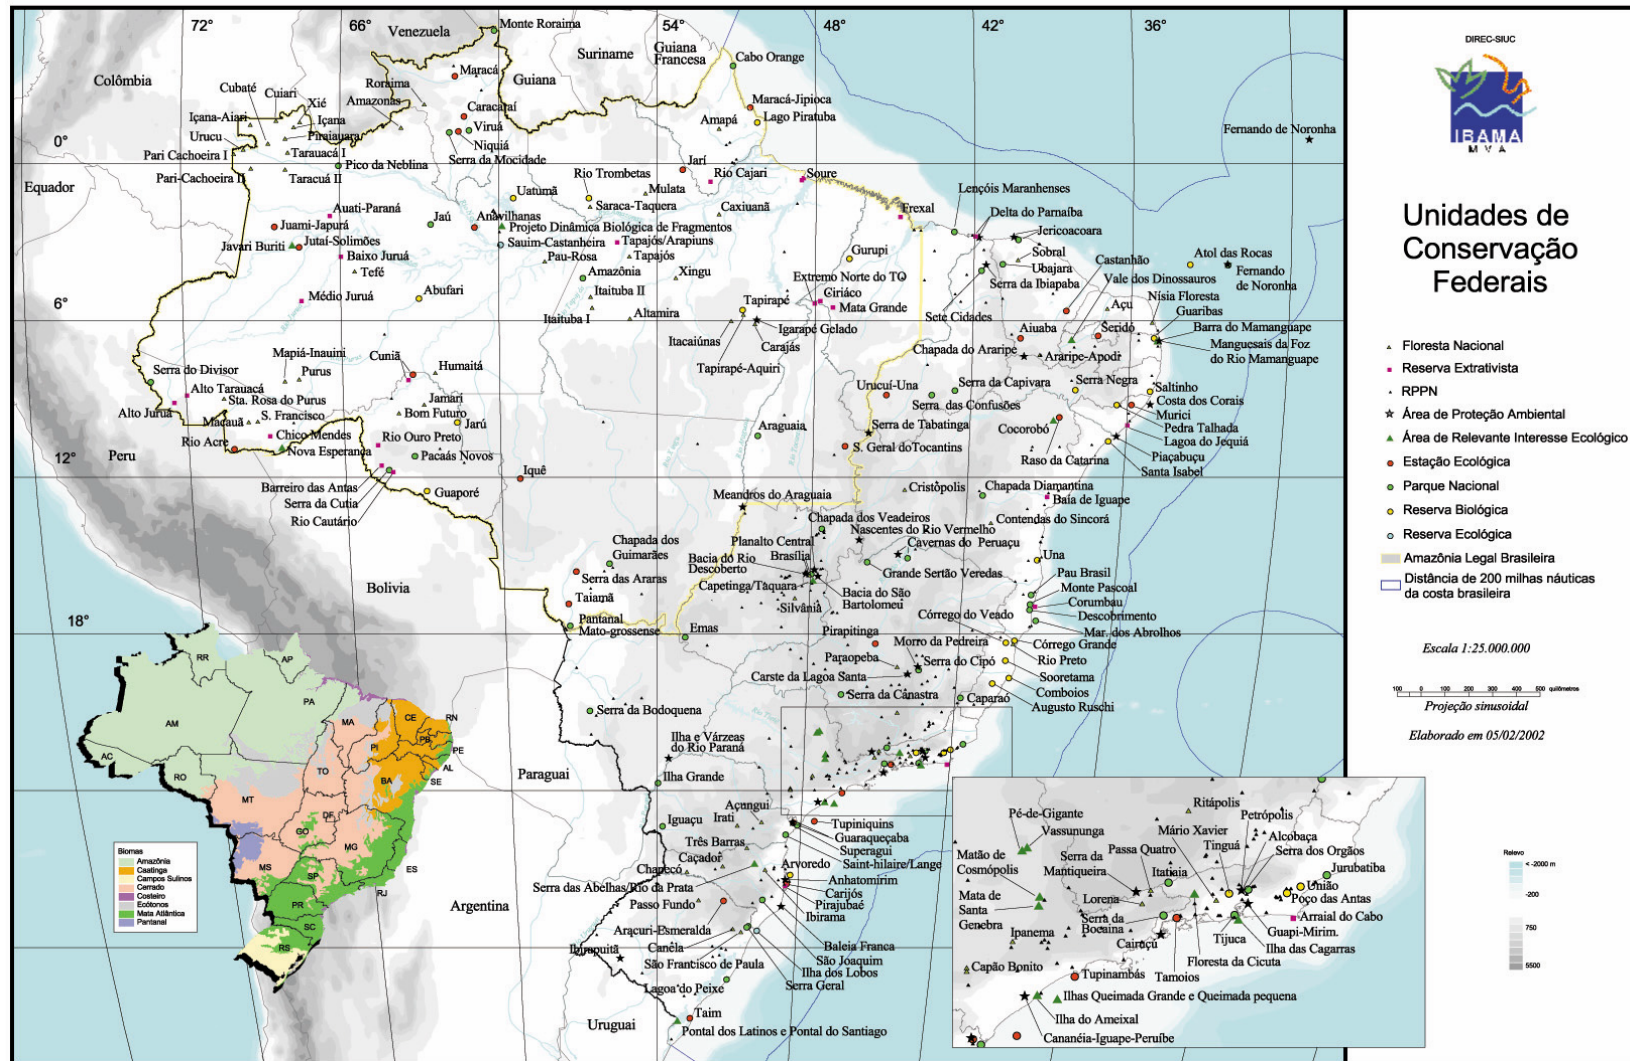 72°
66°
54°
48°
42°
36°
0°
6°
12°
18°
Venezuela
Colômbia
Equador
Peru
Bolivia
Paraguai
Argentina
Uruguai
Guiana
Suriname
Guiana
Francesa
Monte Roraima
Maracá
Roraima
Amazonas
Caracaraí
Viruá
Niquiá
Serra da Mocidade
Cubaté
Cuiari
Xié
Içana-Aiari
Içana
Urucu
Piraiauara
Pari Cachoeira I
Tarauacá I
Pico da Neblina
Pari-Cachoeira II
Taracuá II
Cabo Orange
Maracá-Jipioca
Lago Piratuba
Amapá
Jarí
Rio Cajari
Soure
Rio Trombetas
Mulata
Uatumã
Saraca-Taquera
Caxiuanã
Auati-Paraná
Juami-Japurá
Jaú
Anavilhanas
Projeto Dinâmica Biológica de Fragmentos
Javari Buriti
Jutaí-Solimões
Sauim-Castanheira
Tapajós/Arapiuns
Baixo Juruá
Tefé
Pau-Rosa
Tapajós
Amazônia
Xingu
Médio Juruá
Abufari
Itaituba II
Itaituba I
Altamira
Frexal
Gurupi
Extremo Norte do TO
Ciriáco
Mata Grande
Tapirapé
Igarapé Gelado
Itacaiúnas
Carajás
Tapirapé-Aquiri
Lençóis Maranhenses
Delta do Parnaíba
Jericoacoara
Sobral
Ubajara
Serra da Ibiapaba
Sete Cidades
Castanhão
Vale dos Dinossauros
Atol das Rocas
Fernando
de Noronha
Fernando de Noronha
Açu
Nísia Floresta
Guaribas
Aiuaba
Seridó
Barra do Mamanguape
Manguesais da Foz
do Rio Mamanguape
Chapada do Araripe
Araripe-Apodi
Serra do Divisor
Mapiá-Inauini
Purus
Cuniã
Humaitá
Alto Tarauacá
Sta. Rosa do Purus
Alto Juruá
Macauã
S. Francisco
Jamari
Bom Futuro
Jarú
Rio Acre
Chico Mendes
Nova Esperança
Rio Ouro Preto
Pacaás Novos
Barreiro das Antas
Serra da Cutia
Rio Cautário
Guaporé
Iquê
Araguaia
Urucuí-Una
Serra da Capivara
Serra das Confusões
Serra Negra
Saltinho
Costa dos Corais
Murici
Pedra Talhada
Lagoa do Jequiá
Piaçabuçu
Santa Isabel
Serra de Tabatinga
S. Geral doTocantins
Cocorobó
Raso da Catarina
Cristòpolis
Chapada Diamantina
Baía de Iguape
Contendas do Sincorá
Meandros do Araguaia
Chapada dos Veadeiros
Nascentes do Rio Vermelho
Cavernas do Peruaçu
Planalto Central
Brasília
Bacia do Rio
Descoberto
Capetinga/Taquara
Grande Sertão Veredas
Bacia do São
Bartolomeu
Silvânia
Chapada dos
Guimarães
Serra das Araras
Taiamã
Pantanal
Mato-grossense
Emas
Una
Pau Brasil
Monte Pascoal
Corumbau
Descobrimento
Mar. dos Abrolhos
Córrego do Veado
Córrego Grande
Rio Preto
Sooretama
Comboios
Augusto Ruschi
Pirapitinga
Morro da Pedreira
Paraopeba
Serra do Cipó
Carste da Lagoa Santa
Serra da Canastra
Caparaó
Serra da Bodoquena
Ilha e Várzeas
do Rio Paraná
Ilha Grande
Iguaçu
Açungui
Irati
Três Barras
Caçador
Chapecó
Serra das Abelhas/Rio da Prata
Passo Fundo
Tupiniquins
Guaraqueçaba
Superagui
Saint-hilaire/Lange
Arvoredo
Anhatomirim
Carijós
Pirajubaé
Ibirama
Aracuri-Esmeralda
Canela
São Francisco de Paula
Baleia Franca
São Joaquim
Ilha dos Lobos
Serra Geral
Ibirapuitã
Lagoa do Peixe
Taim
Pontal dos Latinos e Pontal do Santiago
Ritápolis
Pé-de-Gigante
Petrópolis
Vassununga
Mário Xavier
Alcobaça
Tinguá
Serra dos Orgãos
Matão de
Cosmópolis
Passa Quatro
Serra da
Mantiqueira
Itatiaia
Jurubatiba
Mata de
Santa
Genebra
Lorena
União
Poço das Antas
Serra da
Bocaina
Arraial do Cabo
Ipanema
Cairuçú
Guapi-Mirim.
Tijuca
Ilha das Cagarras
Floresta da Cicuta
Capão Bonito
Tupinambás
Tamoios
Ilhas Queimada Grande e Queimada pequena
Ilha do Ameixal
Cananéia-Iguape-Peruíbe
RR
AP
AM
PA
MA
CE
RN
PB
PE
PI
AL
SE
AC
RO
TO
BA
MT
DF
GO
MG
MS
ES
SP
RJ
PR
SC
RS
Biomas
Amazônia
Caatinga
Campos Sulinos
Cerrado
Costeiro
Ecótonos
Mata Atlântica
Pantanal
DIREC-SIUC
IBAMA
M M A
Unidades de
Conservação
Federais
Floresta Nacional
Reserva Extrativista
RPPN
Área de Proteção Ambiental
Área de Relevante Interesse Ecológico
Estação Ecológica
Parque Nacional
Reserva Biológica
Reserva Ecológica
Amazônia Legal Brasileira
Distância de 200 milhas náuticas
da costa brasileira
Escala 1:25.000.000
100 0 100 200 300 400 500 quilômetros
Projeção sinusoidal
Elaborado em 05/02/2002
Relevo
< -2000 m
-200
750
5500